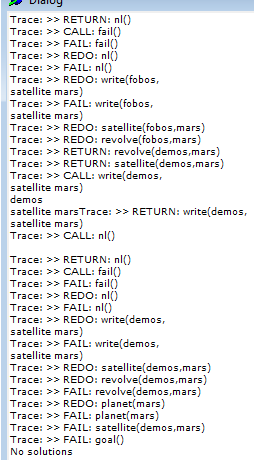 Dialog
Trace: >> RETURN: nl()
Trace: >> CALL: fail()
Trace: >> FAIL: fail()
Trace: >> REDO: nl()
Trace: >> FAIL: nl()
Trace: >> REDO: write(fobos,
satellite mars)
Trace: >> FAIL: write(fobos,
satellite mars)
Trace: >> REDO: satellite(fobos,mars)
Trace: >> REDO: revolve(fobos,mars)
Trace: >> RETURN: revolve(demos,mars)
Trace: >> RETURN: satellite(demos,mars)
Trace: >> CALL: write(demos,
satellite mars)
demos
satellite marsTrace: >> RETURN: write(demos,
satellite mars)
Trace: >> CALL: nl()
Trace: >> RETURN: nl()
Trace: >> CALL: fail()
Trace: >> FAIL: fail()
Trace: >> REDO: nl()
Trace: >> FAIL: nl()
Trace: >> REDO: write(demos,
satellite mars)
Trace: >> FAIL: write(demos,
satellite mars)
Trace: >> REDO: satellite(demos,mars)
Trace: >> REDO: revolve(demos,mars)
Trace: >> FAIL: revolve(demos,mars)
Trace: >> REDO: planet(mars)
Trace: >> FAIL: planet(mars)
Trace: >> FAIL: satellite(demos,mars)
Trace: >> FAIL: goal()
No solutions